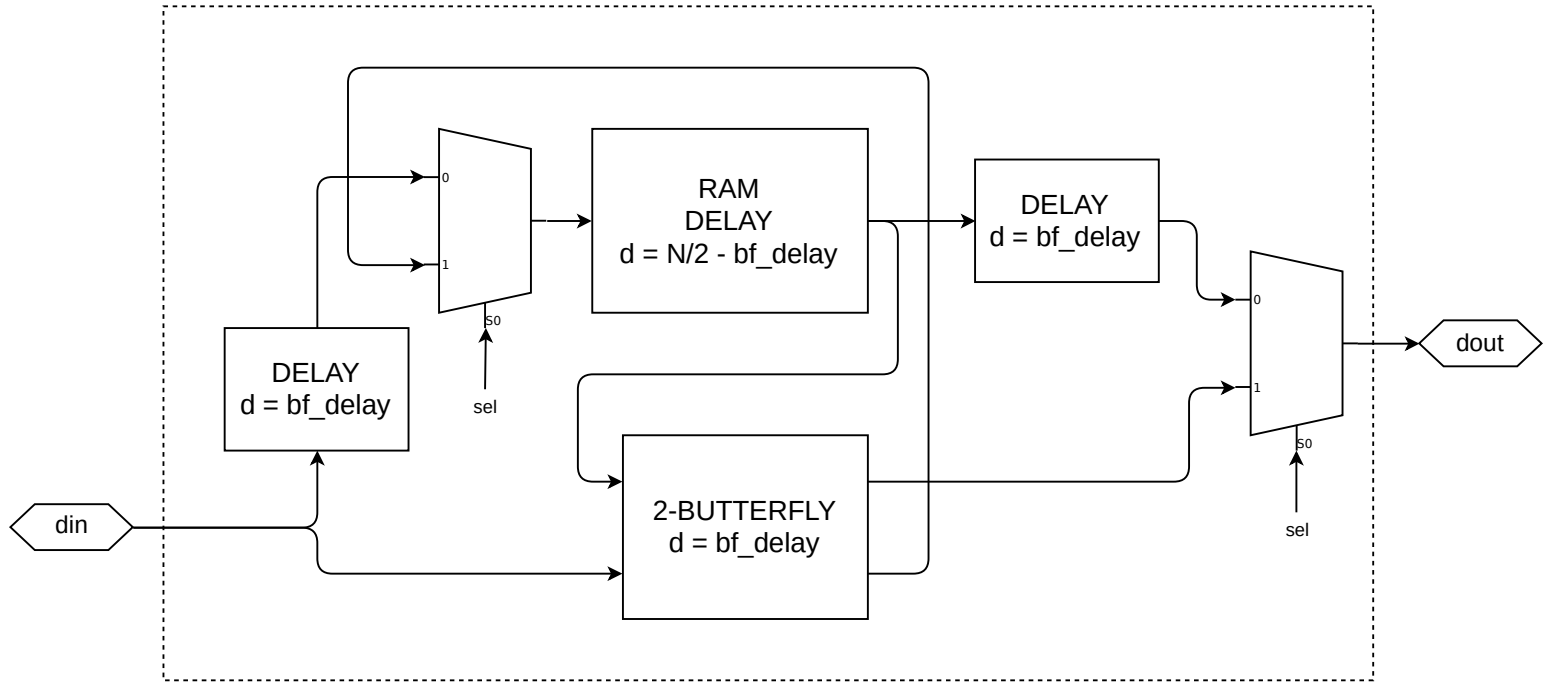 0
1
S0
sel
RAM
DELAY
d = N/2 - bf_delay
DELAY
d = bf_delay
0
1
S0
sel
dout
DELAY
d = bf_delay
din
2-BUTTERFLY
d = bf_delay